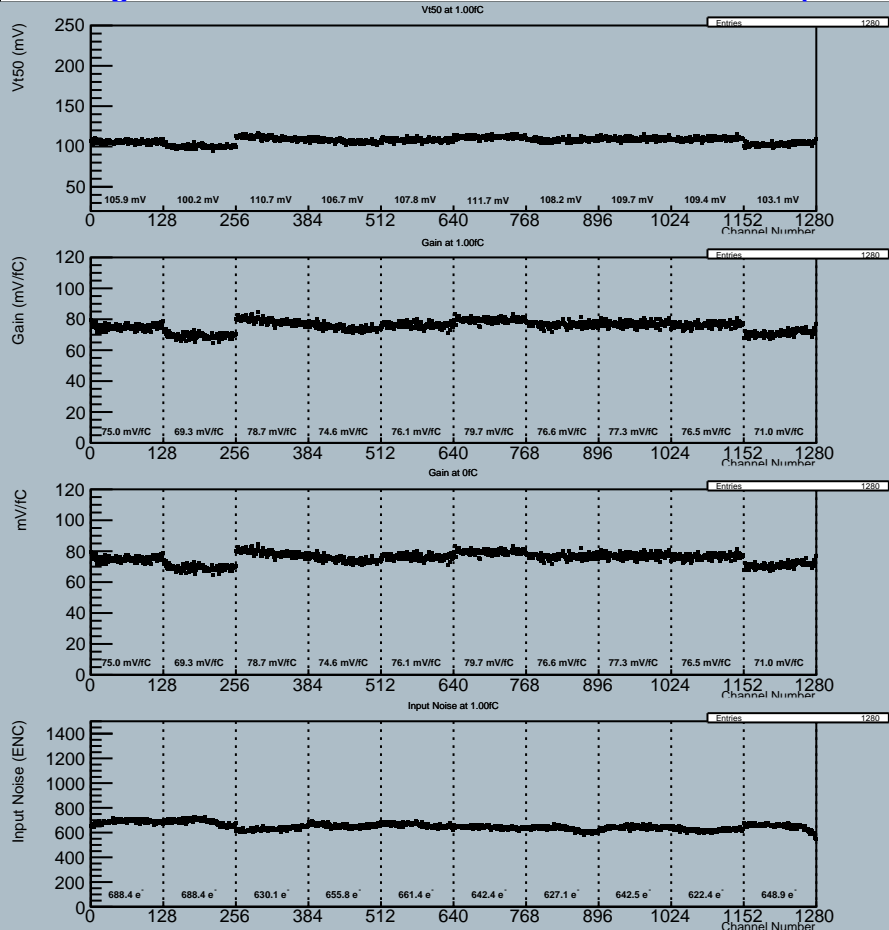 Vt50 at 1.00fC
Entries 1280
Vt50 (mV)
250
200
150
100
50
105.9 mV 100.2 mV 110.7 mV 106.7 mV 107.8 mV 111.7 mV 108.2 mV 109.7 mV 109.4 mV 103.1 mV
0 128 256 384 512 640 768 896 1024 1152 1280
Channel Number
Gain at 1.00fC
Entries 1280
Gain (mV/fC)
120
100
80
60
40
20
0
75.0 mV/fC 69.3 mV/fC 78.7 mV/fC 74.6 mV/fC 76.1 mV/fC 79.7 mV/fC 76.6 mV/fC 77.3 mV/fC 76.5 mV/fC 71.0 mV/fC
0 128 256 384 512 640 768 896 1024 1152 1280
Channel Number
Gain at 0fC
Entries 1280
mV/fC
120
100
80
60
40
20
0
75.0 mV/fC 69.3 mV/fC 78.7 mV/fC 74.6 mV/fC 76.1 mV/fC 79.7 mV/fC 76.6 mV/fC 77.3 mV/fC 76.5 mV/fC 71.0 mV/fC
0 128 256 384 512 640 768 896 1024 1152 1280
Channel Number
Input Noise at 1.00fC
Entries 1280
Input Noise (ENC)
1400
1200
1000
800
600
400
200
0
688.4 e⁻ 688.4 e⁻ 630.1 e⁻ 655.8 e⁻ 661.4 e⁻ 642.4 e⁻ 627.1 e⁻ 642.5 e⁻ 622.4 e⁻ 648.9 e⁻
0 128 256 384 512 640 768 896 1024 1152 1280
Channel Number